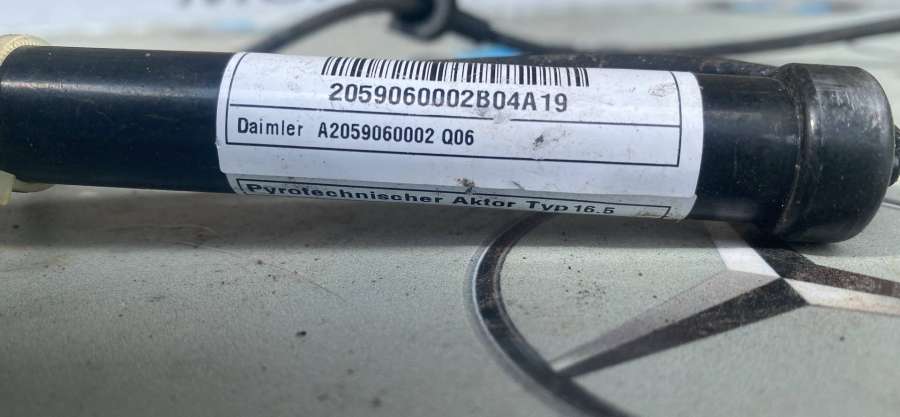 2059060002B04A19
Daimler A2059060002 Q06
Pyrotechnischer Aktor Typ 16.5